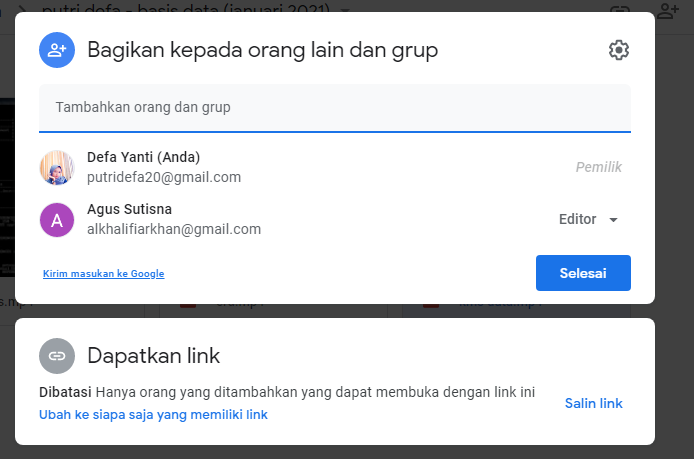 putri defa - basis data (januari 2021)
Bagikan kepada orang lain dan grup
Tambahkan orang dan grup
Defa Yanti (Anda)
putridefa20@gmail.com
Pemilik
A
Agus Sutisna
alkhalifiarkhan@gmail.com
Editor
Kirim masukan ke Google
Selesai
Dapatkan link
Dibatasi Hanya orang yang ditambahkan yang dapat membuka dengan link ini
Ubah ke siapa saja yang memiliki link
Salin link